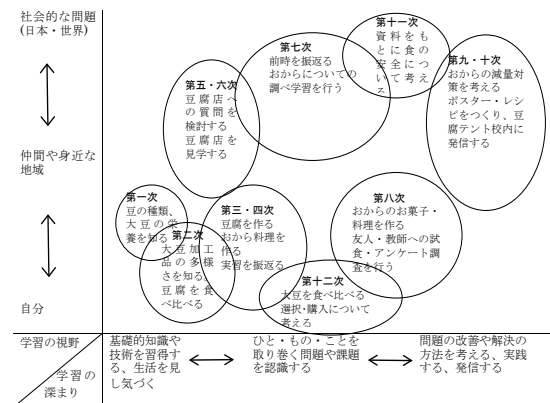 社会的な問題
(日本・世界)
仲間や身近な
地域
自分
第十一次
資料をも
とに食の
安全につ
いて考え
る
第七次
前時を振返る
おからについての
調べ学習を行う
第九・十次
おからの減量対
策を考える
ポスター・レシ
ピをつくり、豆
腐テント校内に
発信する
第五・六次
豆腐店へ
の質問を
検討する
豆腐店を
見学する
第一次
豆の種類、
大豆の栄
養を知る
第二次
大豆加工
品の多様
さを知る。
豆腐を食
べ比べる
第三・四次
豆腐を作る
おから料理を
作る
実習を振返る
第八次
おからのお菓子・
料理を作る
友人・教師への試
食・アンケート調
査を行う
第十二次
大豆を食べ比べる
選択・購入について
考える
学習の視野
学習の
深まり
基礎的知識や
技術を習得す
る、生活を見
し気づく
ひと・もの・ことを
取り巻く問題や課題
を認識する
問題の改善や解決の
方法を考える、実践
する、発信する